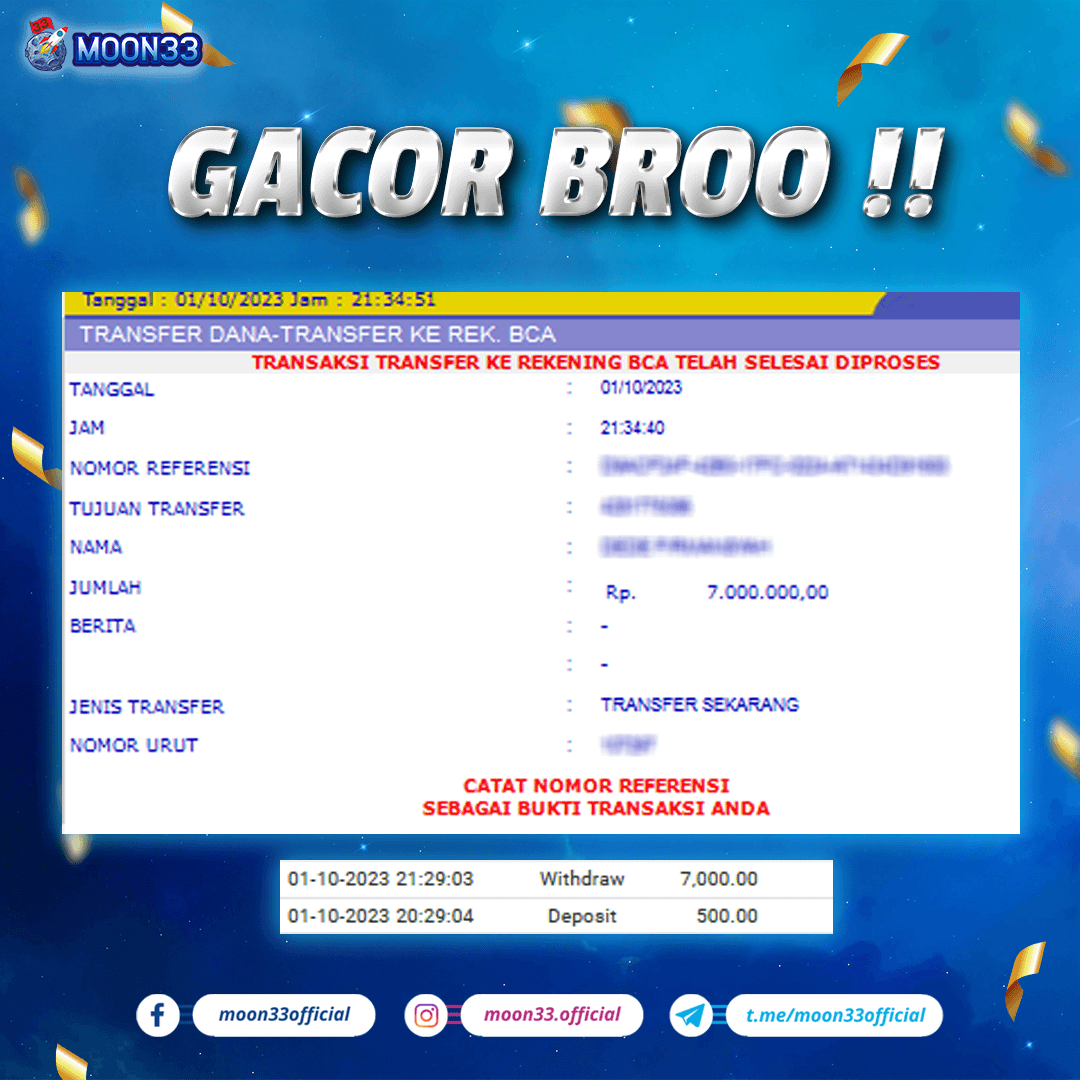 MOON33
GACOR BROO !!
Tanggal : 01/10/2023 Jam : 21:34:51
TRANSFER DANA-TRANSFER KE REK. BCA
TRANSAKSI TRANSFER KE REKENING BCA TELAH SELESAI DIPROSES
TANGGAL : 01/10/2023
JAM : 21:34:40
NOMOR REFERENSI :
TUJUAN TRANSFER :
NAMA :
JUMLAH : Rp. 7.000.000,00
BERITA : -
: -
JENIS TRANSFER : TRANSFER SEKARANG
NOMOR URUT :
CATAT NOMOR REFERENSI
SEBAGAI BUKTI TRANSAKSI ANDA
01-10-2023 21:29:03 Withdraw 7,000.00
01-10-2023 20:29:04 Deposit 500.00
moon33official moon33.official t.me/moon33official